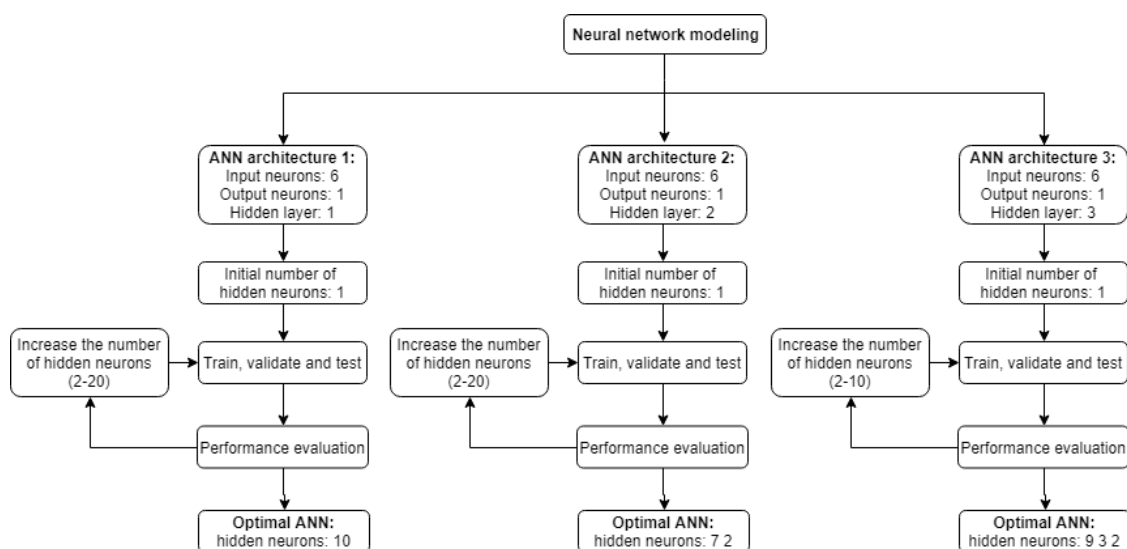 Neural network modeling
ANN architecture 1:
Input neurons: 6
Output neurons: 1
Hidden layer: 1
ANN architecture 2:
Input neurons: 6
Output neurons: 1
Hidden layer: 2
ANN architecture 3:
Input neurons: 6
Output neurons: 1
Hidden layer: 3
Initial number of
hidden neurons: 1
Initial number of
hidden neurons: 1
Initial number of
hidden neurons: 1
Increase the number
of hidden neurons
(2-20)
Train, validate and test
Increase the number
of hidden neurons
(2-20)
Train, validate and test
Increase the number
of hidden neurons
(2-10)
Train, validate and test
Performance evaluation
Performance evaluation
Performance evaluation
Optimal ANN:
hidden neurons: 10
Optimal ANN:
hidden neurons: 7 2
Optimal ANN:
hidden neurons: 9 3 2